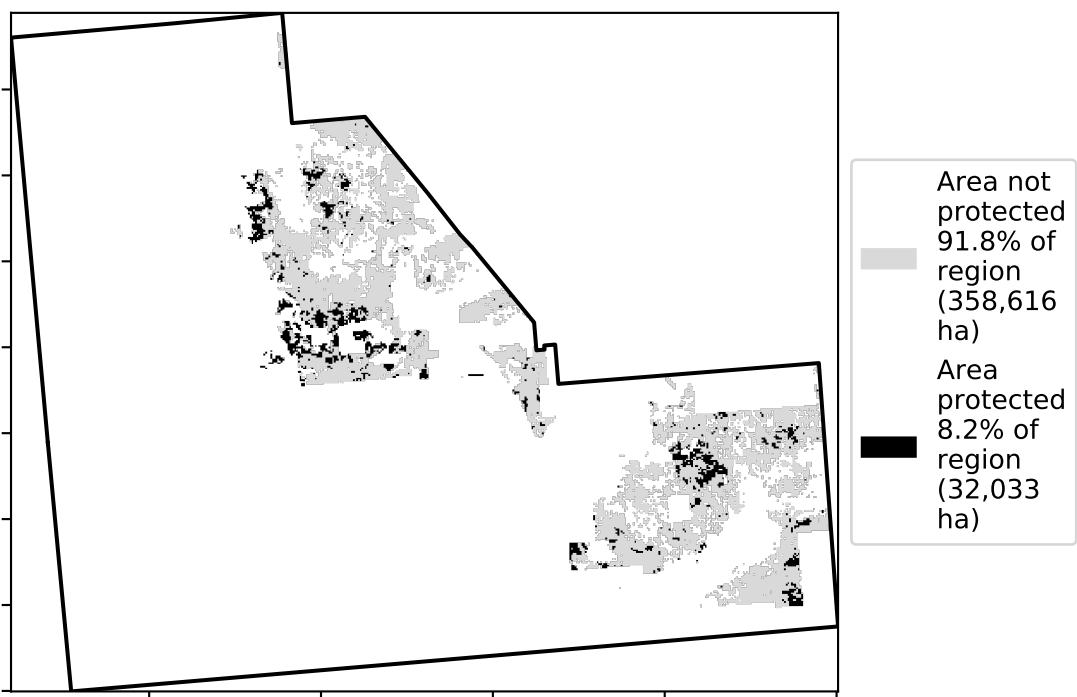 Area not
protected
91.8% of
region
(358,616
ha)
Area
protected
8.2% of
region
(32,033
ha)